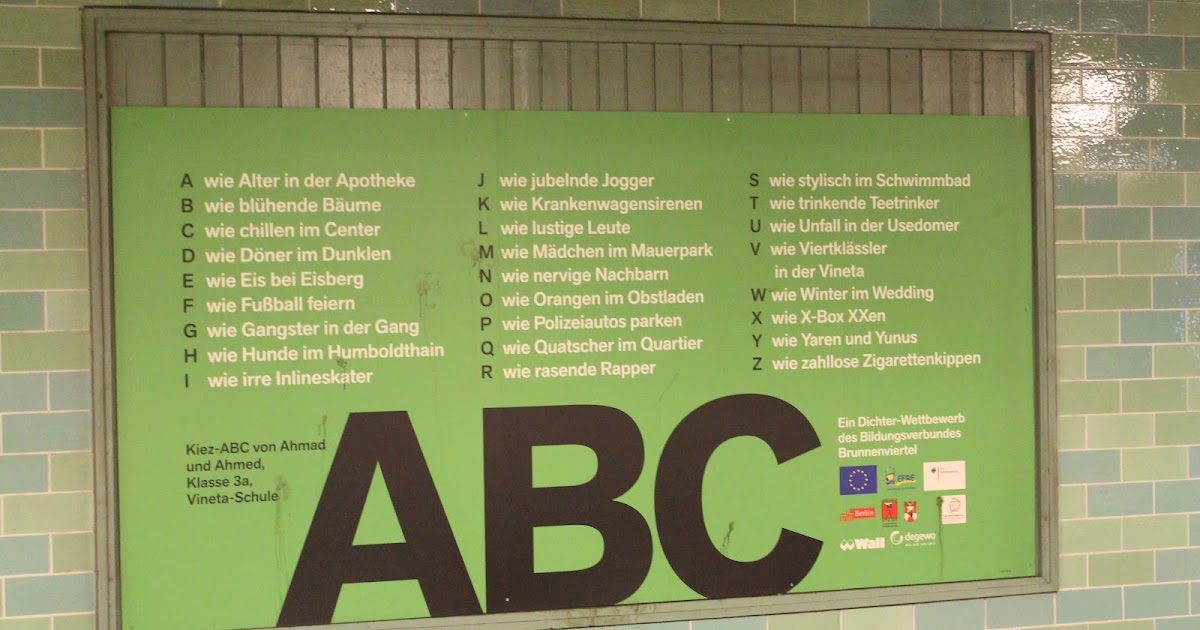 A wie Alter in der Apotheke
B wie blühende Bäume
C wie chillen im Center
D wie Döner im Dunklen
E wie Eis bei Eisberg
F wie Fußball feiern
G wie Gangster in der Gang
H wie Hunde im Humboldthain
I wie irre Inlineskater
J wie jubelnde Jogger
K wie Krankenwagensirenen
L wie lustige Leute
M wie Mädchen im Mauerpark
N wie nervige Nachbarn
O wie Orangen im Obstladen
P wie Polizeiautos parken
Q wie Quatscher im Quartier
R wie rasende Rapper
S wie stylisch im Schwimmbad
T wie trinkende Teetrinker
U wie Unfall in der Usedomer
V wie Viertklässler
in der Vineta
W wie Winter im Wedding
X wie X-Box XXen
Y wie Yaren und Yunus
Z wie zahllose Zigarettenkippen
Kiez-ABC von Ahmad
und Ahmed,
Klasse 3a,
Vineta-Schule
ABC
Ein Dichter-Wettbewerb
des Bildungsverbundes
Brunnenviertel
EFRE
Berlin
Wall
degewo